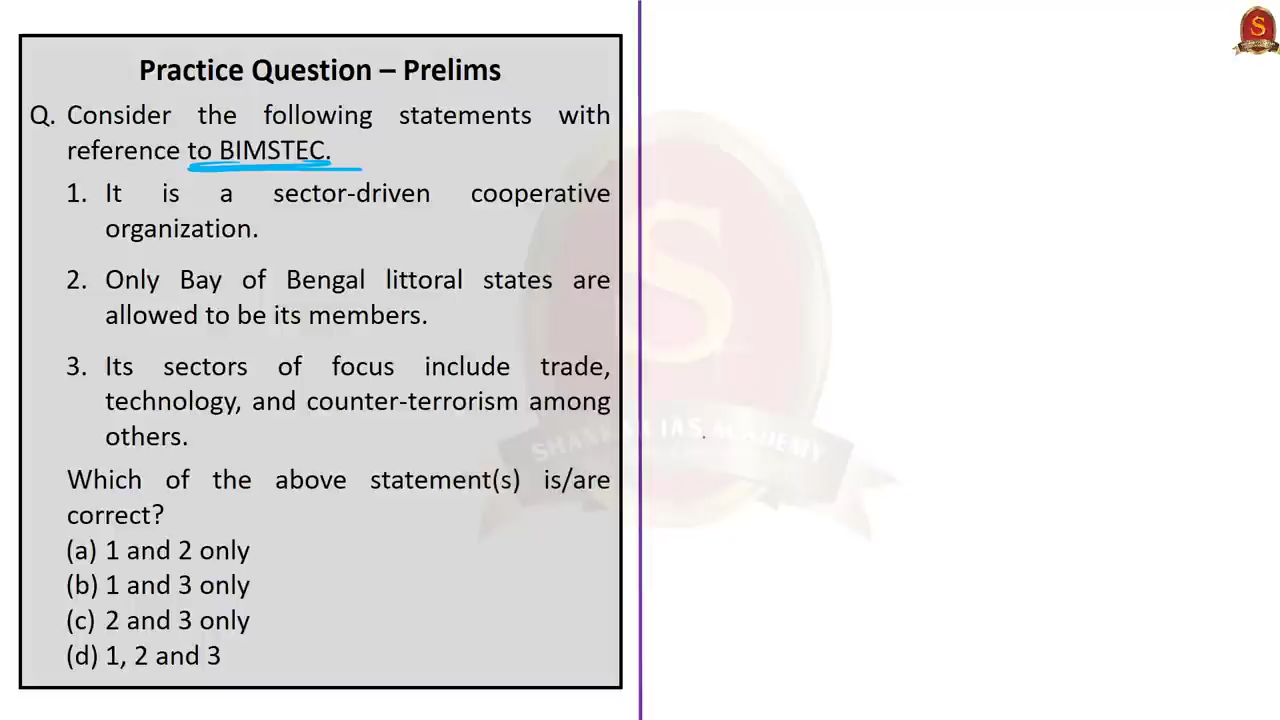 Practice Question – Prelims
Q. Consider the following statements with
reference to BIMSTEC.
1. It is a sector-driven cooperative
organization.
2. Only Bay of Bengal littoral states are
allowed to be its members.
3. Its sectors of focus include trade,
technology, and counter-terrorism among
others.
Which of the above statement(s) is/are
correct?
(a) 1 and 2 only
(b) 1 and 3 only
(c) 2 and 3 only
(d) 1, 2 and 3
S
S
SHANKAR IAS ACADEMY